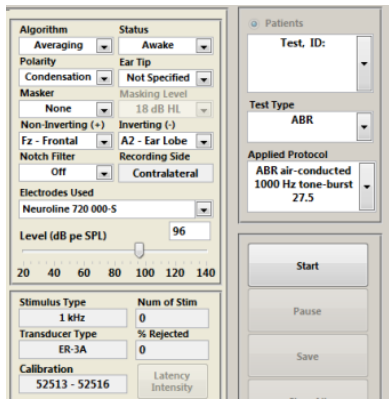 Algorithm Status
Averaging Awake
Polarity Ear Tip
Condensation Not Specified
Masker Masking Level
None 18 dB HL
Non-Inverting (+) Inverting (-)
Fz - Frontal A2 - Ear Lobe
Notch Filter Recording Side
Off Contralateral
Electrodes Used
Neuroline 720 000-S
Level (dB pe SPL) 96
20 40 60 80 100 120 140
Stimulus Type Num of Stim
1 kHz 0
Transducer Type % Rejected
ER-3A 0
Calibration
52513 - 52516
Latency
Intensity
Patients
Test, ID:
Test Type
ABR
Applied Protocol
ABR air-conducted
1000 Hz tone-burst
27.5
Start
Pause
Save